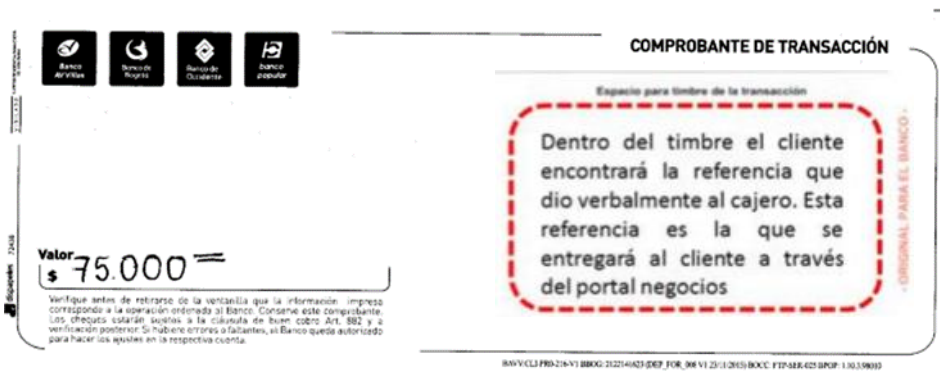 Banco
AV Villas
Banco de
Bogotá
Banco de
Occidente
banco
popular
COMPROBANTE DE TRANSACCIÓN
Espacio para timbre de la transacción
Dentro del timbre el cliente
encontrará la referencia que
dio verbalmente al cajero. Esta
referencia es la que se
entregará al cliente a través
del portal negocios
- ORIGINAL PARA EL BANCO -
Valor
$ 75.000=
Verifique antes de retirarse de la ventanilla que la información impresa
corresponde a la operación ordenada al Banco. Conserve este comprobante.
Los cheques estarán sujetos a la cláusula de buen cobro Art. 882 y a
verificación posterior. Si hubiere errores o faltantes, el Banco queda autorizado
para hacer los ajustes en la respectiva cuenta.
dispapeles